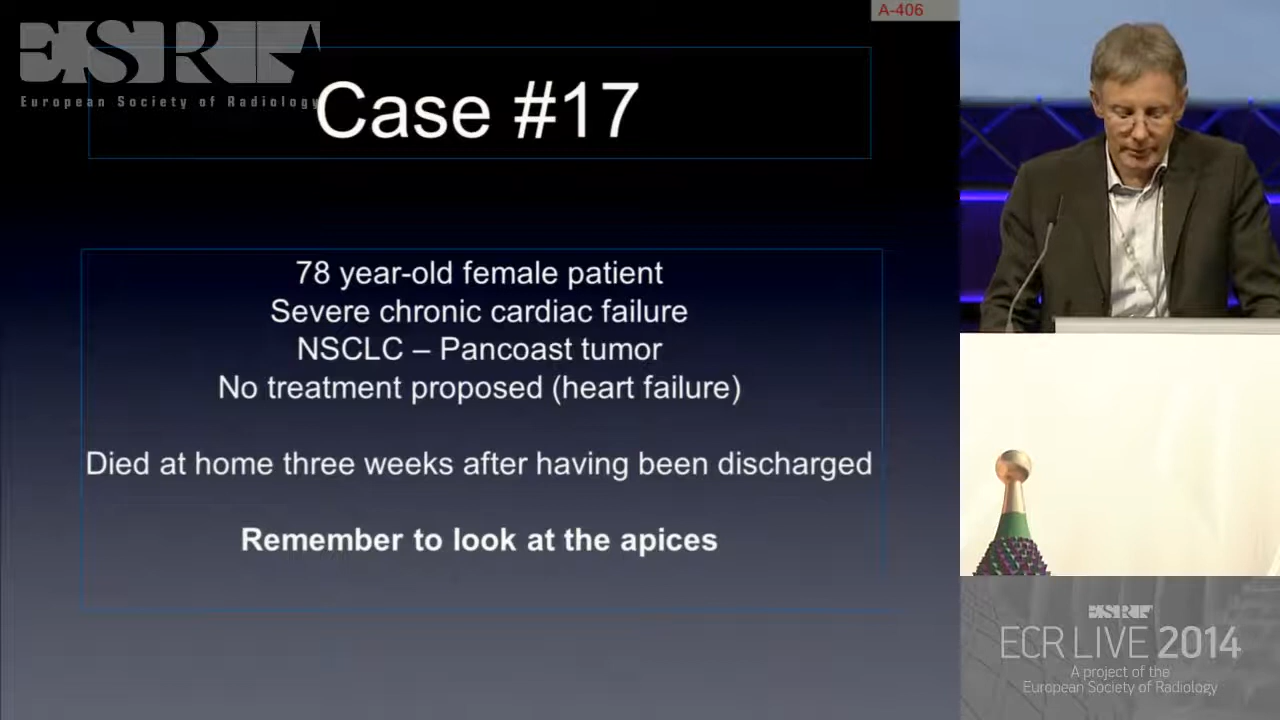 A-406
ESR
European Society of Radiology
Case #17
78 year-old female patient
Severe chronic cardiac failure
NSCLC – Pancoast tumor
No treatment proposed (heart failure)
Died at home three weeks after having been discharged
Remember to look at the apices
ESR
ECR LIVE 2014
A project of the
European Society of Radiology